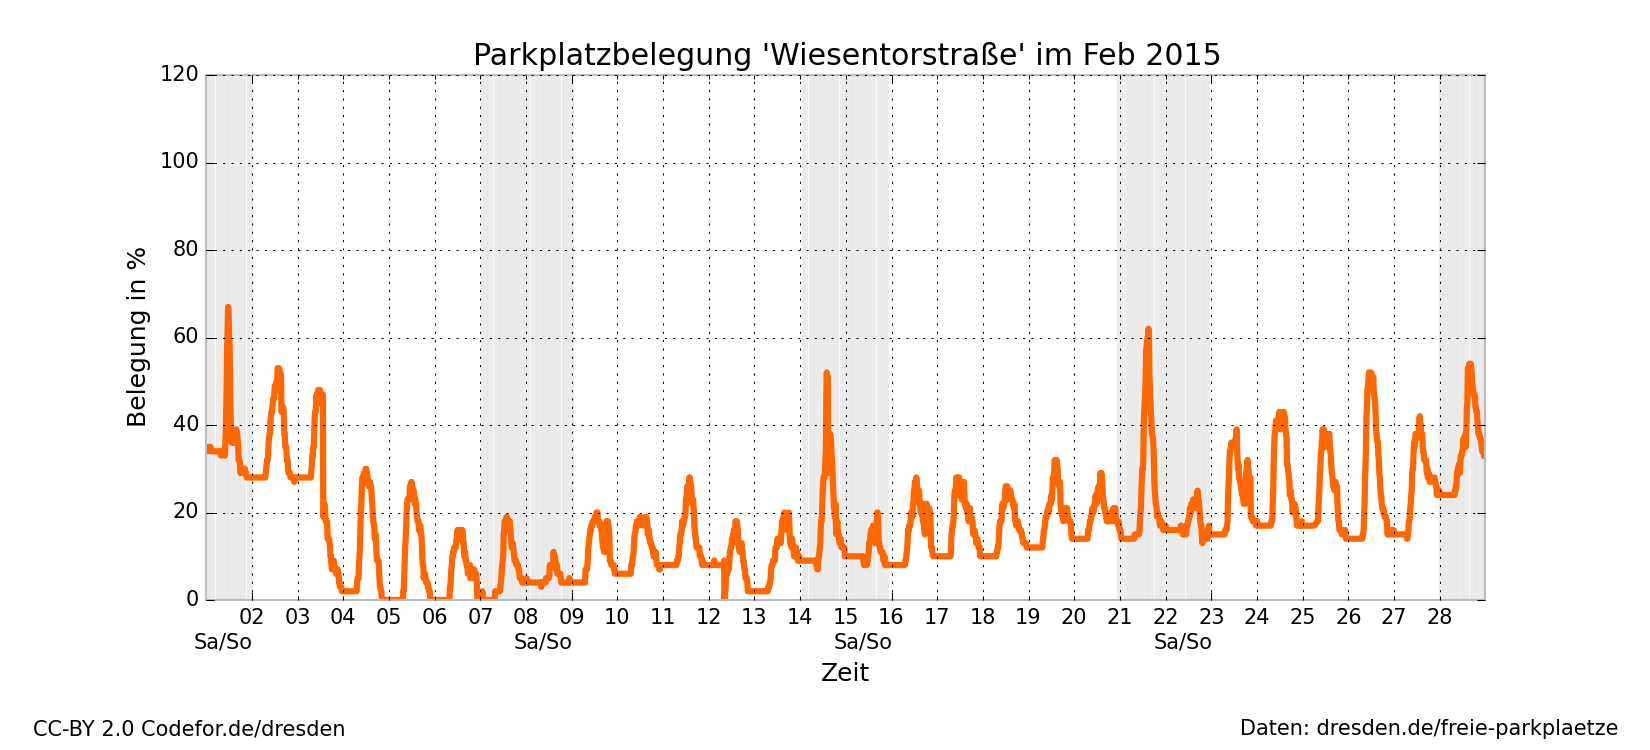 Parkplatzbelegung 'Wiesentorstraße' im Feb 2015
120
100
80
60
40
20
0
Belegung in %
02 03 04 05 06 07 08 09 10 11 12 13 14 15 16 17 18 19 20 21 22 23 24 25 26 27 28
Sa/So Sa/So Sa/So Sa/So
Zeit
CC-BY 2.0 Codefor.de/dresden
Daten: dresden.de/freie-parkplaetze